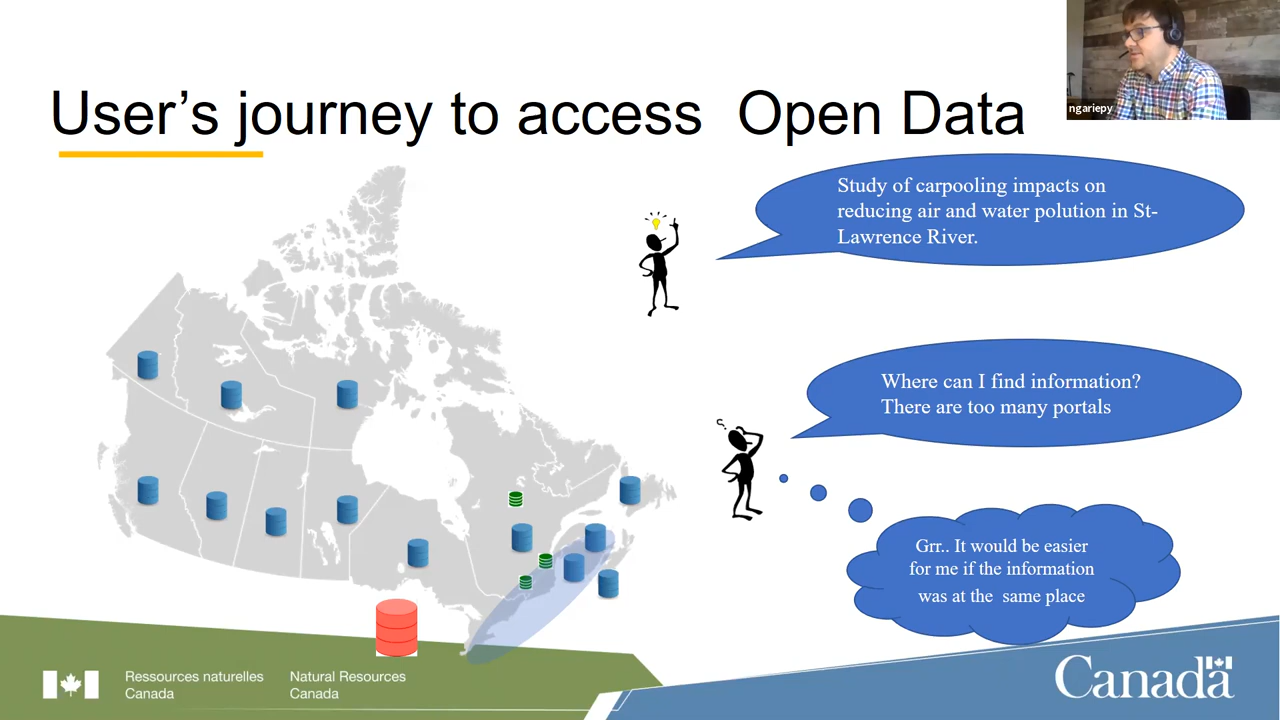 User's journey to access  Open Data
ngariepy
Study of carpooling impacts on
reducing air and water polution in St-
Lawrence River.
Where can I find information?
There are too many portals
Grr.. It would be easier
for me if the information
was at the  same place
Ressources naturelles
Canada
Natural Resources
Canada
Canada